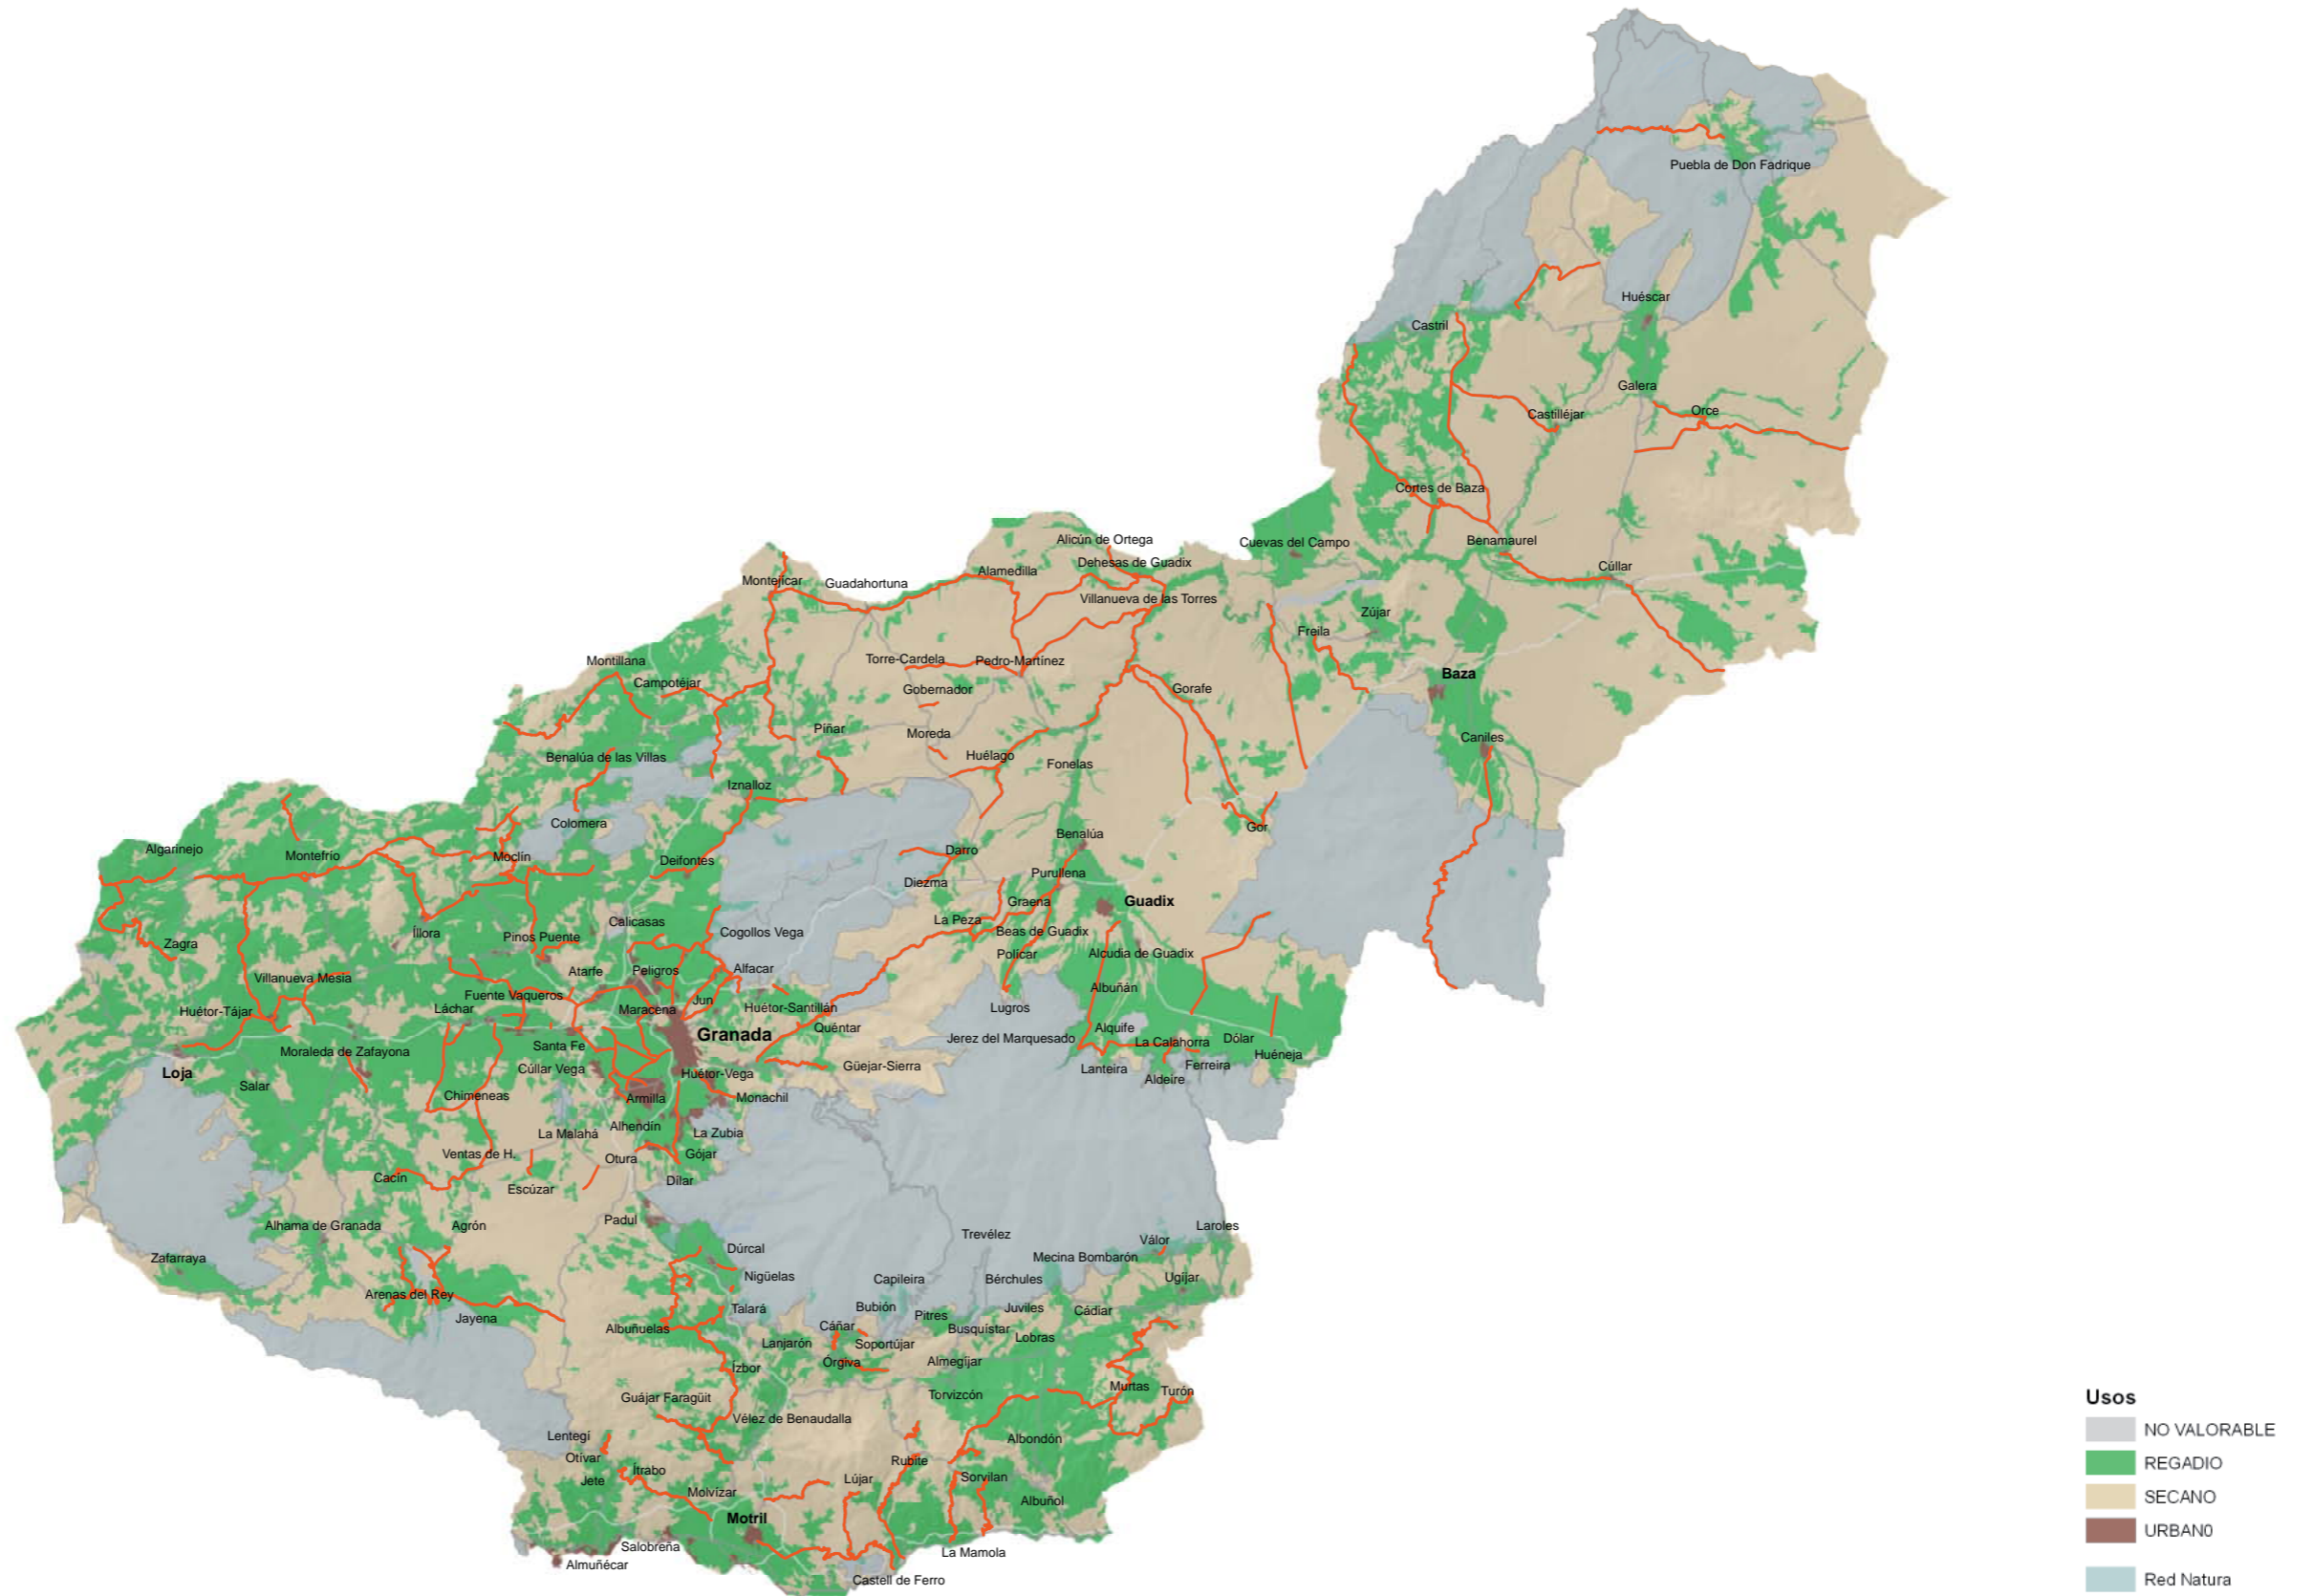 Puebla de Don Fadrique
Huéscar
Castril
Galera
Orce
Castilléjar
Cortes de Baza
Alicún de Ortega
Cuevas del Campo
Benamaurel
Dehesas de Guadix
Cúllar
Alamedilla
Montejícar
Guadahortuna
Villanueva de las Torres
Zújar
Freila
Montillana
Torre-Cardela
Pedro-Martínez
Baza
Campotéjar
Gobernador
Gorafe
Píñar
Moreda
Caniles
Benalúa de las Villas
Huélago
Fonelas
Iznalloz
Colomera
Gor
Benalúa
Algarinejo
Montefrío
Moclín
Deifontes
Darro
Purullena
Diezma
Graena
Guadix
La Peza
Calicasas
Íllora
Pinos Puente
Cogollos Vega
Beas de Guadix
Zagra
Policar
Alcudia de Guadix
Villanueva Mesia
Atarfe
Peligros
Alfacar
Albuñán
Fuente Vaqueros
Jun
Huétor-Tájar
Láchar
Maracena
Huétor-Santillán
Lugros
Granada
Quéntar
Alquife
Jerez del Marquesado
La Calahorra
Dólar
Santa Fe
Moraleda de Zafayona
Huéneja
Loja
Cúllar Vega
Huétor-Vega
Güejar-Sierra
Lanteira
Ferreira
Aldeire
Salar
Chimeneas
Armilla
Monachil
La Malahá
Alhendín
La Zubia
Ventas de H.
Otura
Gójar
Cacín
Escúzar
Dílar
Padul
Alhama de Granada
Agrón
Trevélez
Laroles
Válor
Zafarraya
Dúrcal
Mecina Bombarón
Nigüelas
Capileira
Bérchules
Ugíjar
Arenas del Rey
Jayena
Talará
Bubión
Pitres
Juviles
Cádiar
Albuñuelas
Cáñar
Busquístar
Lanjarón
Soportújar
Lobras
Ízbor
Órgiva
Almegíjar
Guájar Faragüit
Torvizcón
Murtas
Turón
Vélez de Benaudalla
Lentegí
Albondón
Otívar
Ítrabo
Rubite
Jete
Lújar
Sorvilan
Molvízar
Albuñol
Motril
Salobreña
Almuñécar
La Mamola
Castell de Ferro
Usos
NO VALORABLE
REGADIO
SECANO
URBAN0
Red Natura